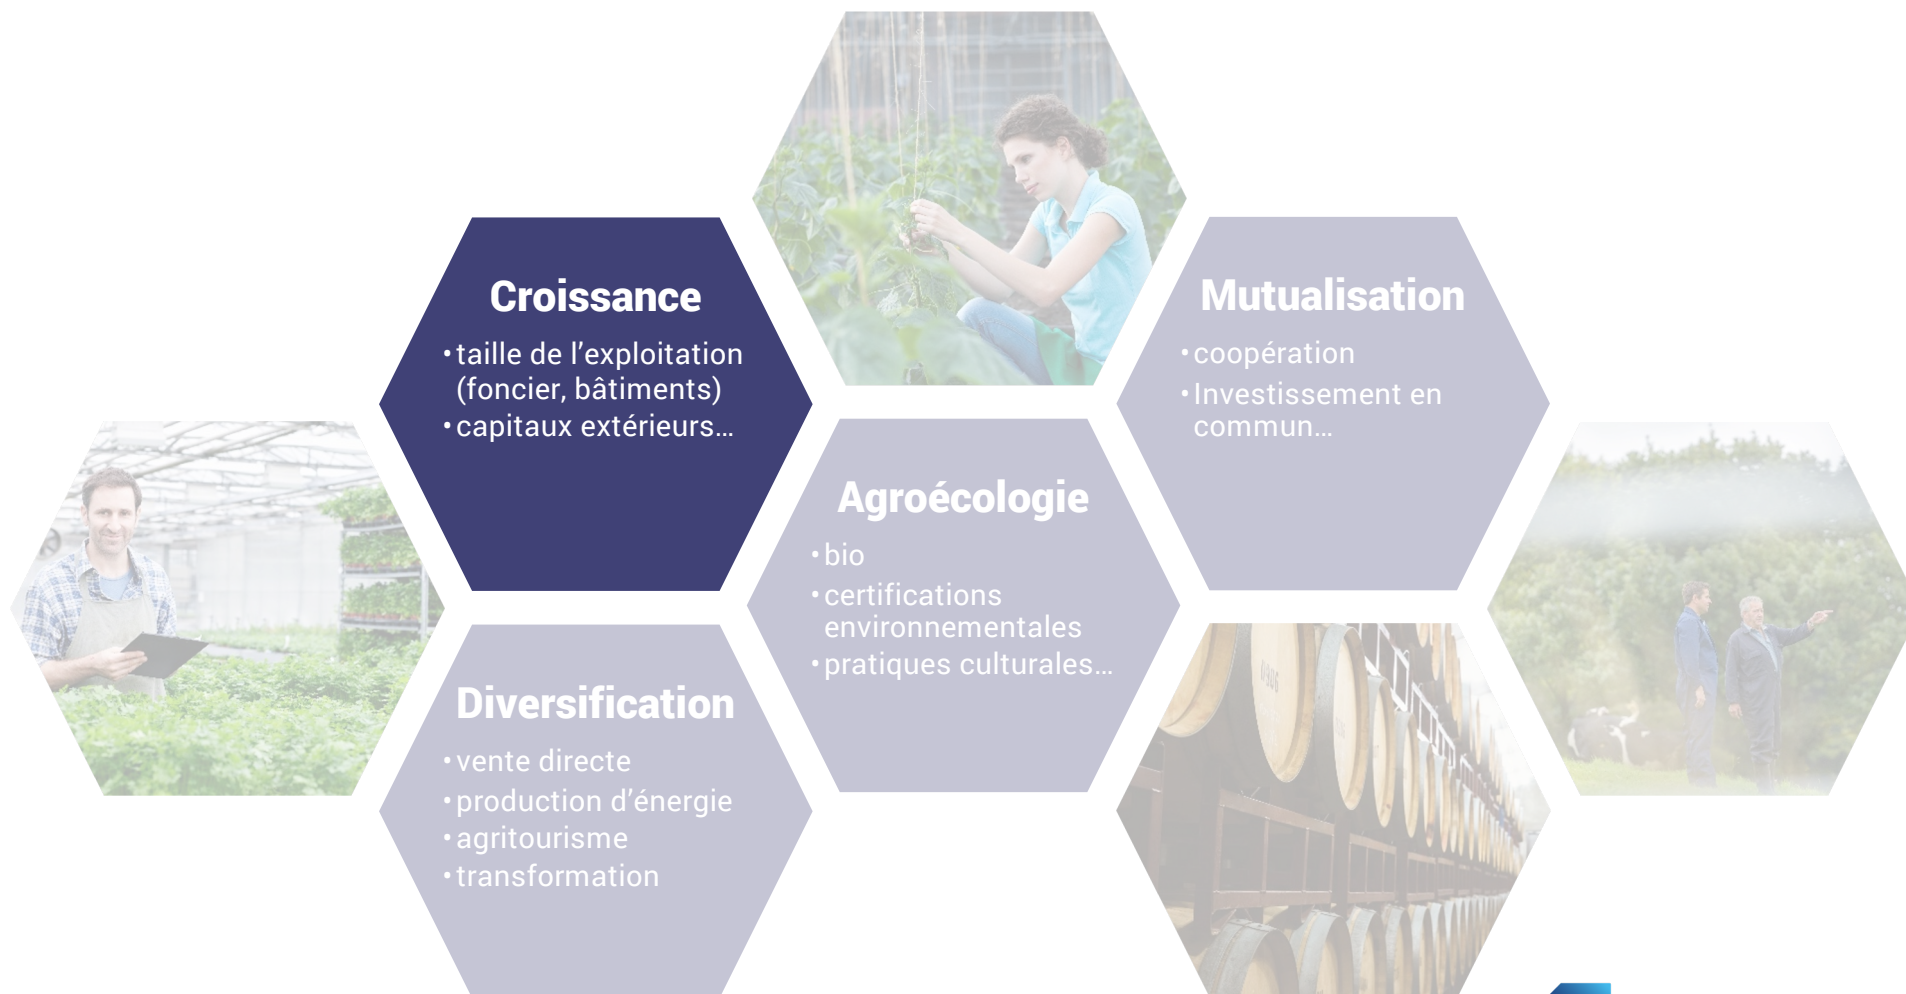 Croissance
•taille de l'exploitation
(foncier, bâtiments)
•capitaux extérieurs…
Mutualisation
•coopération
•Investissement en
commun…
Agroécologie
•bio
•certifications
environnementales
•pratiques culturales…
Diversification
•vente directe
•production d'énergie
•agritourisme
•transformation